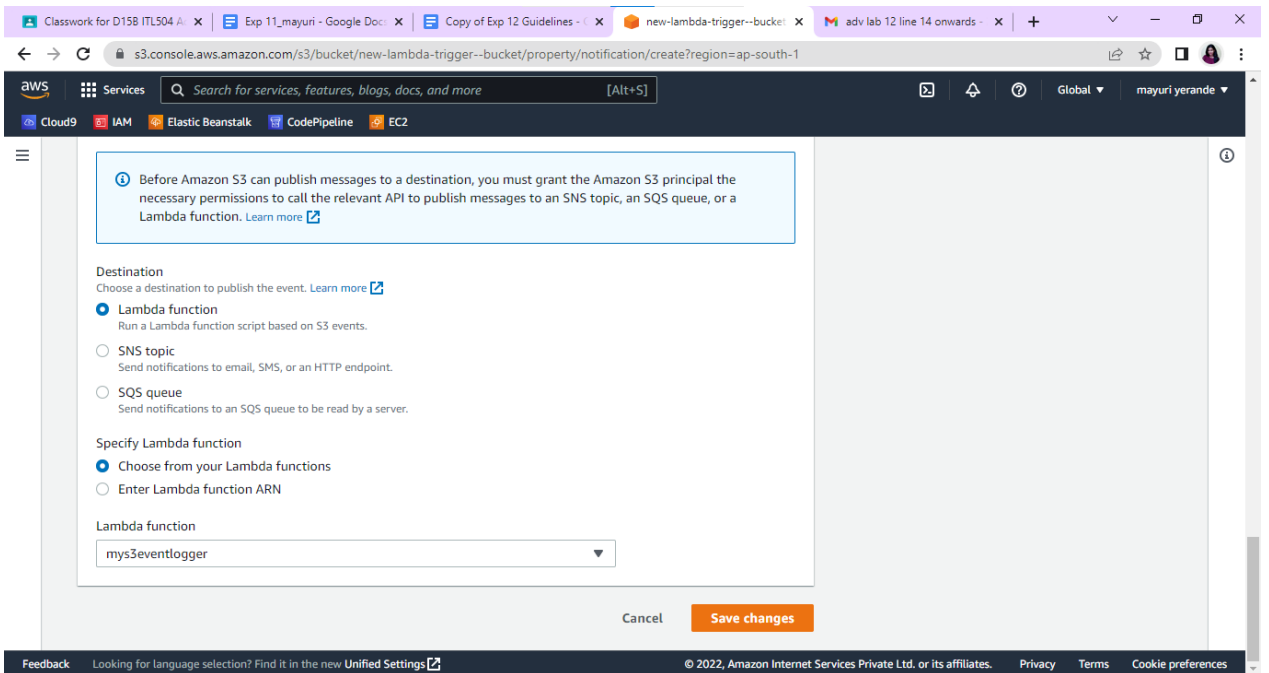 Classwork for D15B ITL504 A
Exp 11_mayuri - Google Doc
Copy of Exp 12 Guidelines -
new-lambda-trigger--bucket
adv lab 12 line 14 onwards -
s3.console.aws.amazon.com/s3/bucket/new-lambda-trigger--bucket/property/notification/create?region=ap-south-1
aws
Services
Search for services, features, blogs, docs, and more
[Alt+S]
Global
mayuri yerande
Cloud9
IAM
Elastic Beanstalk
CodePipeline
EC2
Before Amazon S3 can publish messages to a destination, you must grant the Amazon S3 principal the
necessary permissions to call the relevant API to publish messages to an SNS topic, an SQS queue, or a
Lambda function. Learn more
Destination
Choose a destination to publish the event. Learn more
Lambda function
Run a Lambda function script based on S3 events.
SNS topic
Send notifications to email, SMS, or an HTTP endpoint.
SQS queue
Send notifications to an SQS queue to be read by a server.
Specify Lambda function
Choose from your Lambda functions
Enter Lambda function ARN
Lambda function
mys3eventlogger
Cancel
Save changes
Feedback
Looking for language selection? Find it in the new Unified Settings
© 2022, Amazon Internet Services Private Ltd. or its affiliates.
Privacy
Terms
Cookie preferences